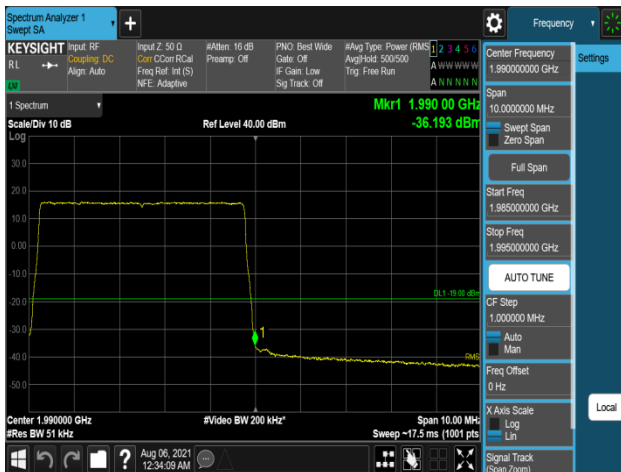 Spectrum Analyzer 1
Swept SA
Frequency
KEYSIGHT
RL
Input: RF
Coupling: DC
Align: Auto
Input Z: 50 Ω
Corr CCorr RCal
Freq Ref: Int (S)
NFE: Adaptive
#Atten: 16 dB
Preamp: Off
PNO: Best Wide
Gate: Off
IF Gain: Low
Sig Track: Off
#Avg Type: Power (RMS
Avg|Hold: 500/500
Trig: Free Run
1 2 3 4 5 6
A W W W W W
A N N N N N
1 Spectrum
Scale/Div 10 dB
Log
Ref Level 40.00 dBm
Mkr1 1.990 00 GHz
-36.193 dBm
30.0
20.0
10.0
0.00
-10.0
-20.0
-30.0
-40.0
-50.0
DL1 -19.00 dBm
1
RMS
Center 1.990000 GHz
#Res BW 51 kHz
#Video BW 200 kHz*
Span 10.00 MHz
Sweep ~17.5 ms (1001 pts
Aug 06, 2021
12:34:09 AM
?
Center Frequency
1.990000000 GHz
Span
10.0000000 MHz
Swept Span
Zero Span
Full Span
Start Freq
1.985000000 GHz
Stop Freq
1.995000000 GHz
AUTO TUNE
CF Step
1.000000 MHz
Auto
Man
Freq Offset
0 Hz
X Axis Scale
Log
Lin
Signal Track
(Span Zoom)
Settings
Local